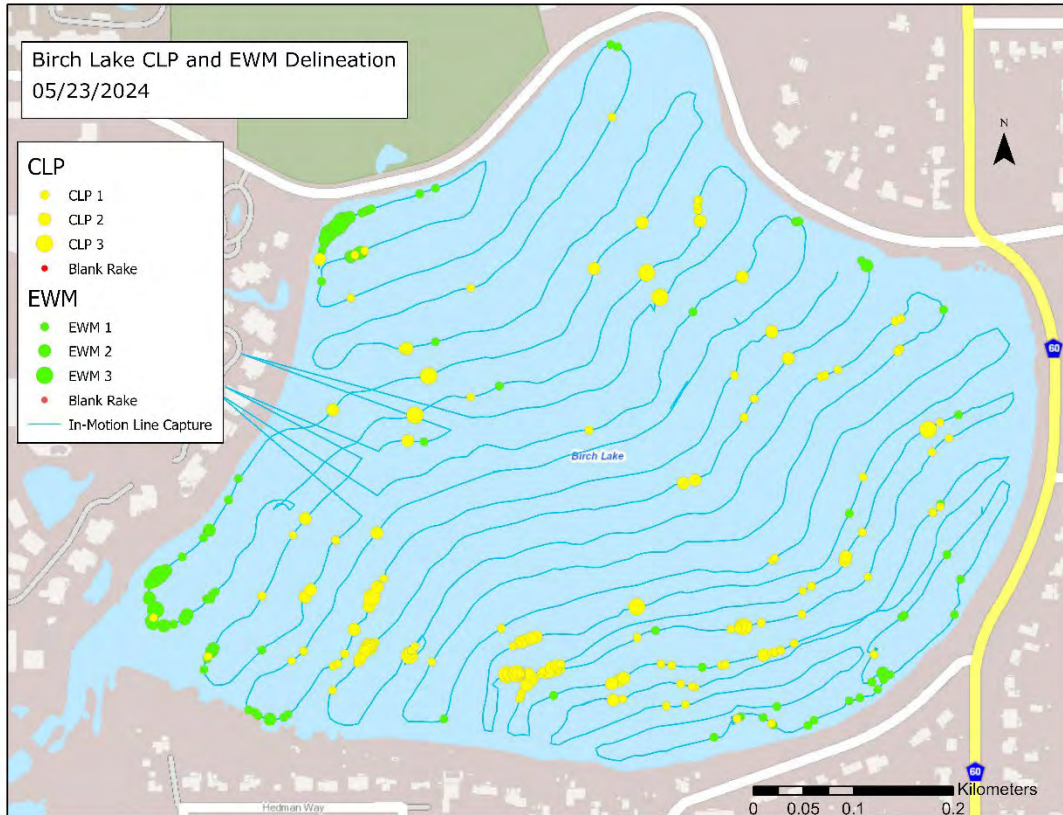 Birch Lake CLP and EWM Delineation
05/23/2024
N
CLP
CLP 1
CLP 2
CLP 3
Blank Rake
EWM
EWM 1
EWM 2
EWM 3
Blank Rake
In-Motion Line Capture
60
Birch Lake
60
Hedman Way
Kilometers
0 0.05 0.1 0.2